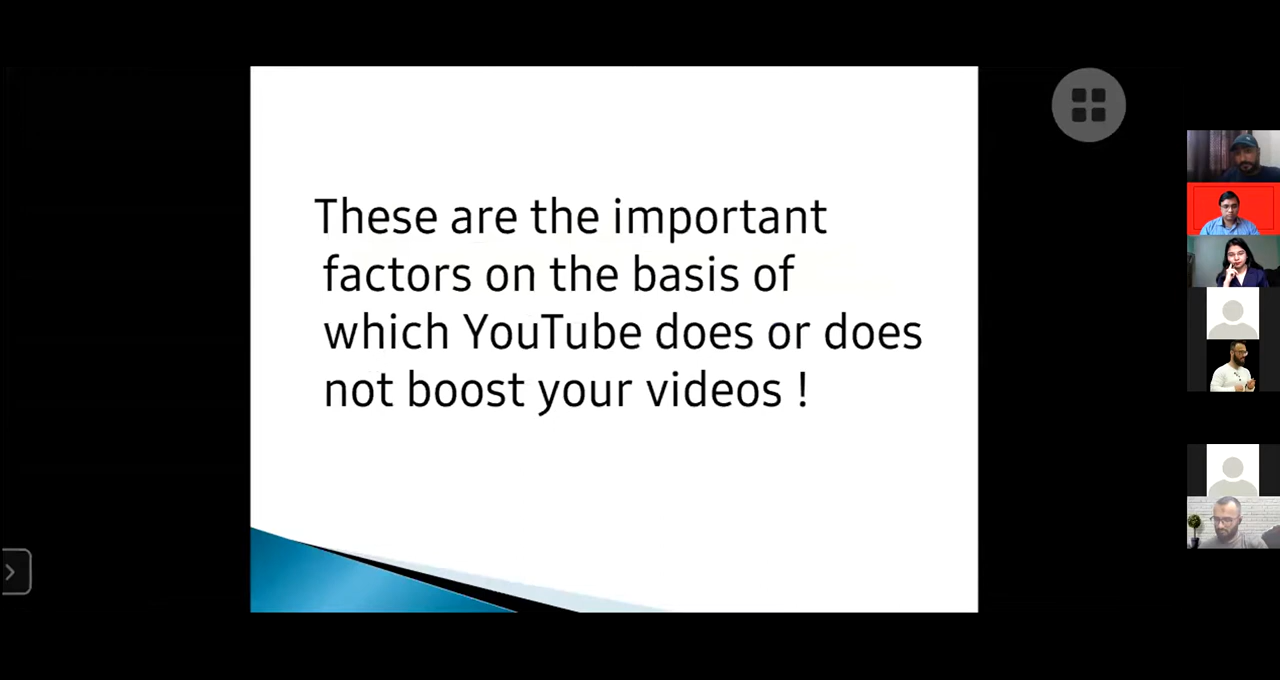 These are the important
factors on the basis of
which YouTube does or does
not boost your videos !